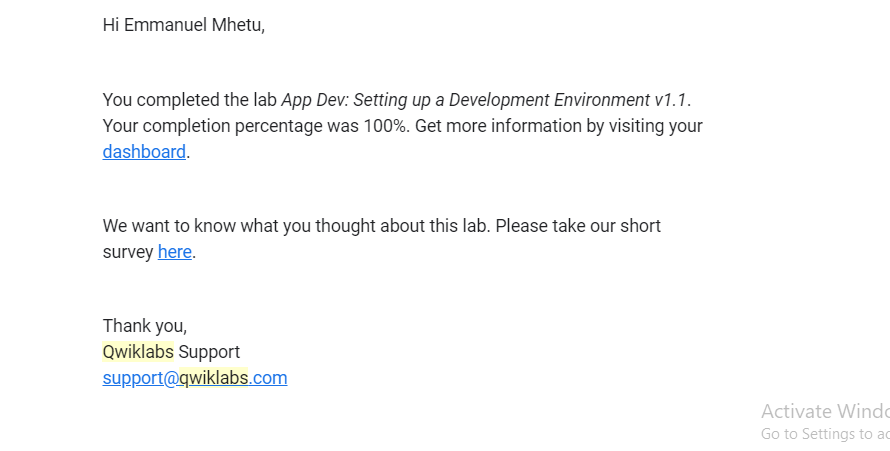 Hi Emmanuel Mhetu,
You completed the lab App Dev: Setting up a Development Environment v1.1.
Your completion percentage was 100%. Get more information by visiting your
dashboard.
We want to know what you thought about this lab. Please take our short
survey here.
Thank you,
Qwiklabs Support
support@qwiklabs.com
Activate
Go to Settings to